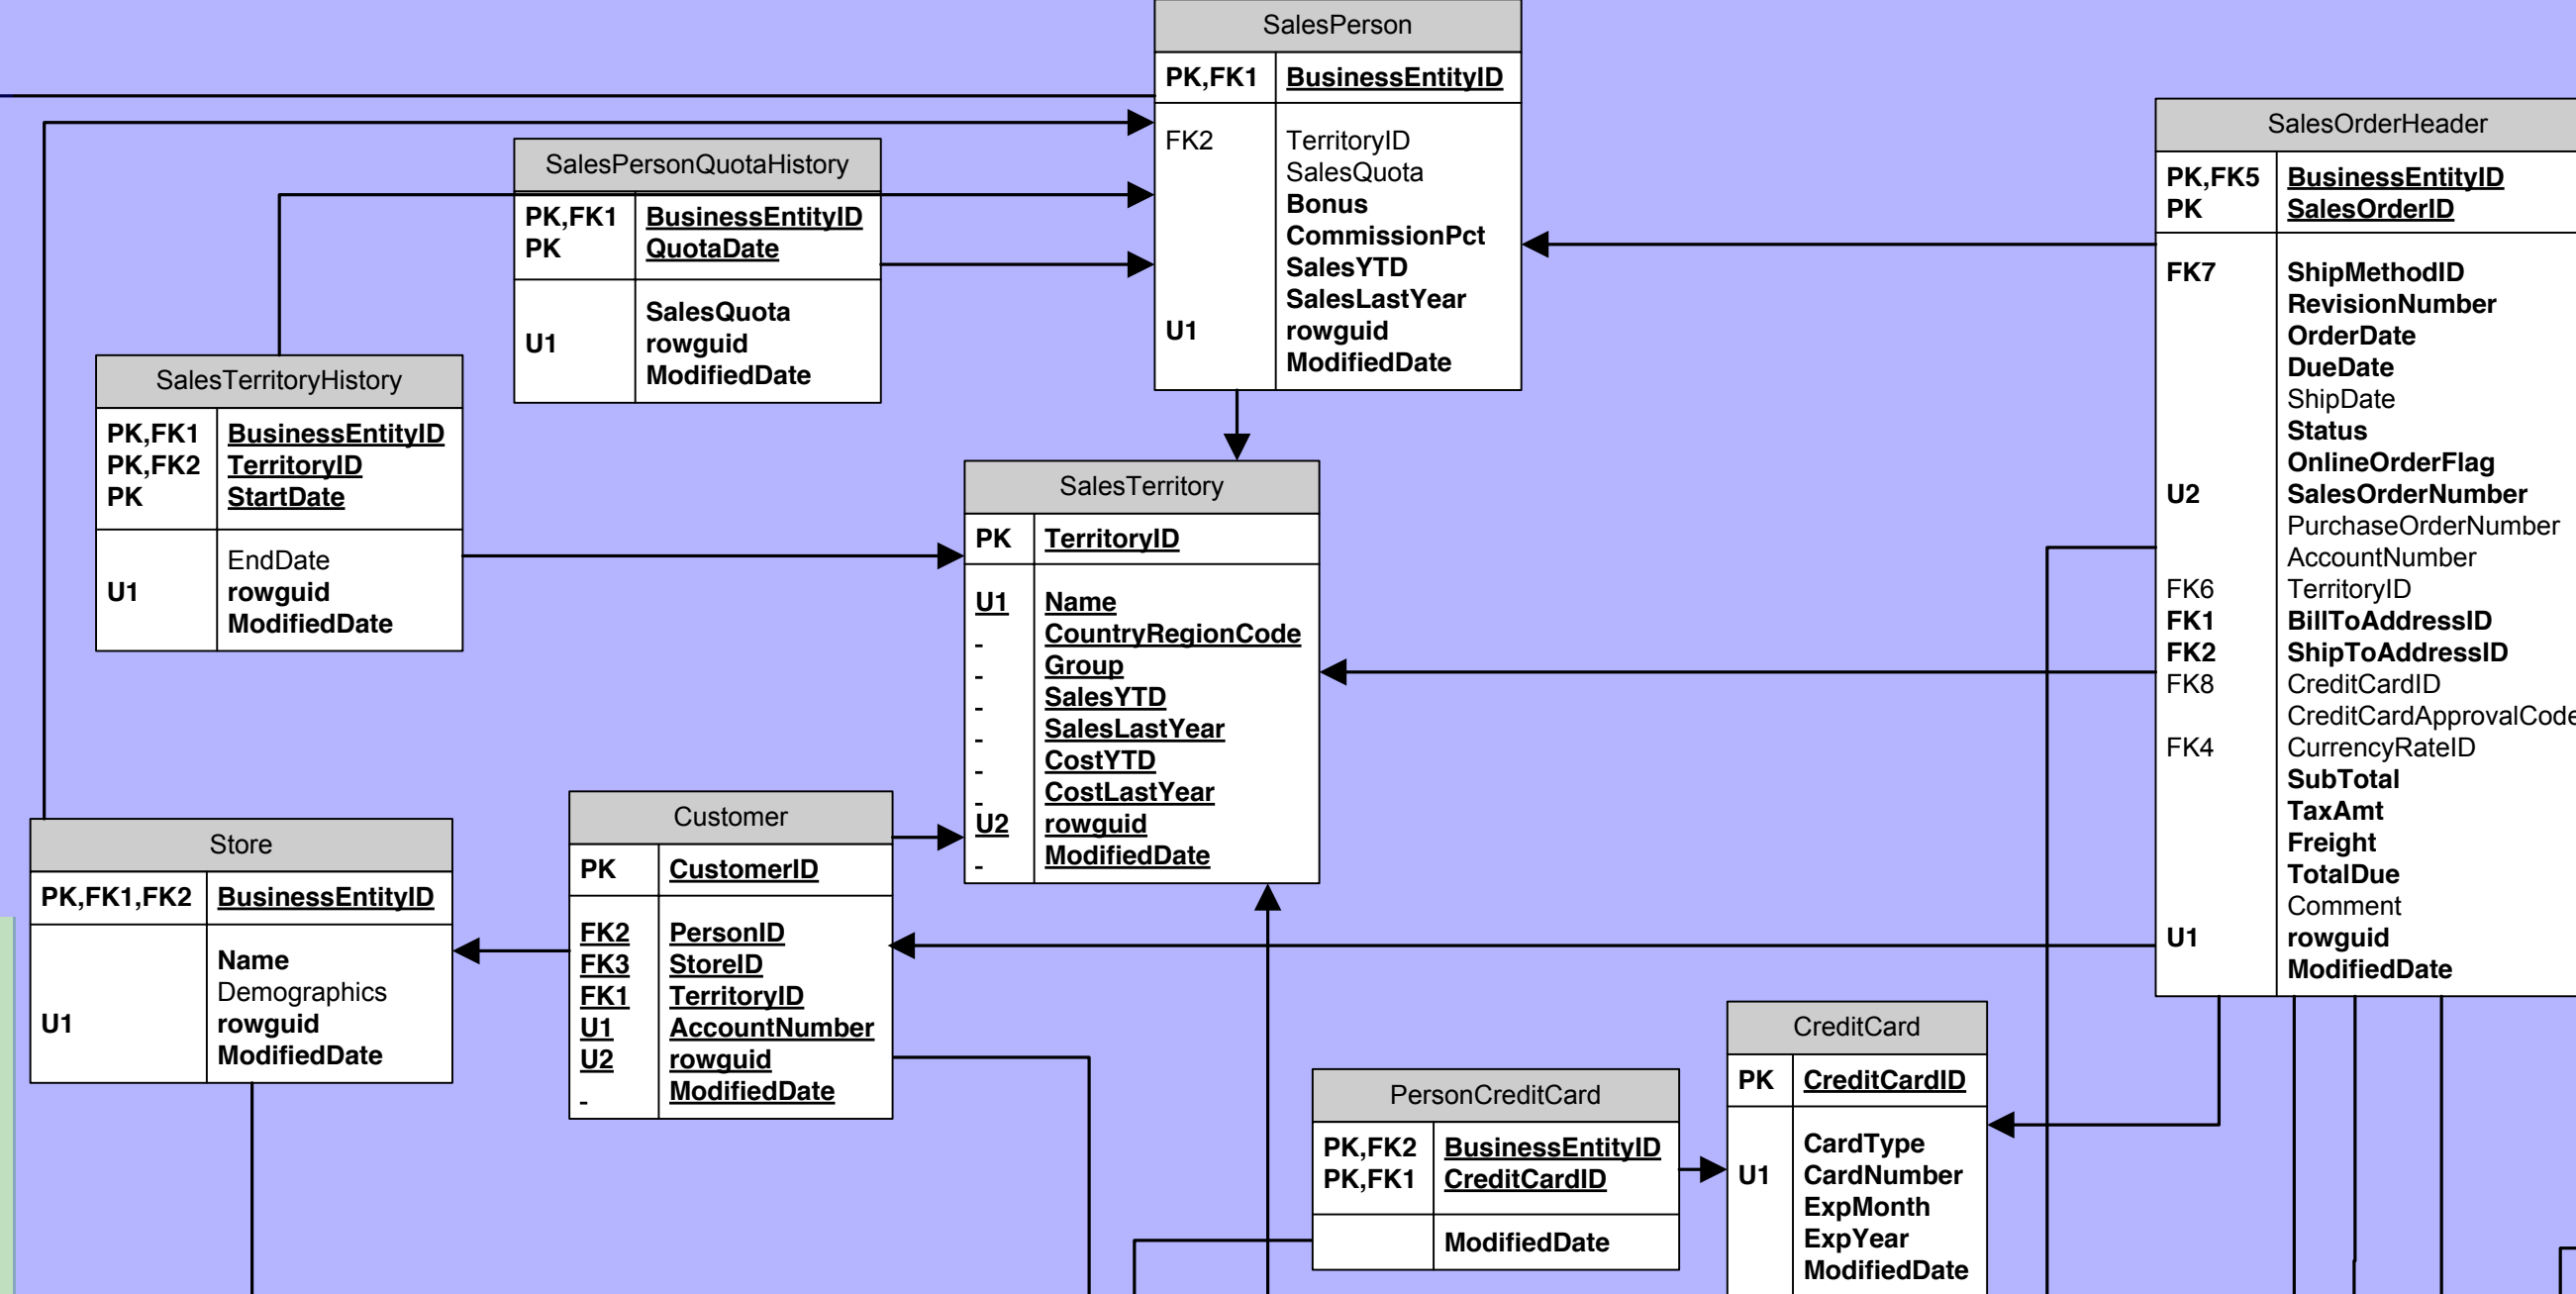 SalesPerson
PK,FK1 BusinessEntityID
FK2 TerritoryID
SalesQuota
Bonus
CommissionPct
SalesYTD
SalesLastYear
U1 rowguid
ModifiedDate
SalesOrderHeader
PK,FK5 BusinessEntityID
PK SalesOrderID
FK7 ShipMethodID
RevisionNumber
OrderDate
DueDate
ShipDate
Status
OnlineOrderFlag
U2 SalesOrderNumber
PurchaseOrderNumber
AccountNumber
FK6 TerritoryID
FK1 BillToAddressID
FK2 ShipToAddressID
FK8 CreditCardID
CreditCardApprovalCode
FK4 CurrencyRateID
SubTotal
TaxAmt
Freight
TotalDue
Comment
U1 rowguid
ModifiedDate
SalesPersonQuotaHistory
PK,FK1 BusinessEntityID
PK QuotaDate
SalesQuota
U1 rowguid
ModifiedDate
SalesTerritoryHistory
PK,FK1 BusinessEntityID
PK,FK2 TerritoryID
PK StartDate
EndDate
U1 rowguid
ModifiedDate
SalesTerritory
PK TerritoryID
U1 Name
CountryRegionCode
Group
SalesYTD
SalesLastYear
CostYTD
CostLastYear
U2 rowguid
ModifiedDate
Store
PK,FK1,FK2 BusinessEntityID
Name
Demographics
U1 rowguid
ModifiedDate
Customer
PK CustomerID
FK2 PersonID
FK3 StoreID
FK1 TerritoryID
U1 AccountNumber
U2 rowguid
ModifiedDate
PersonCreditCard
PK,FK2 BusinessEntityID
PK,FK1 CreditCardID
ModifiedDate
CreditCard
PK CreditCardID
CardType
U1 CardNumber
ExpMonth
ExpYear
ModifiedDate